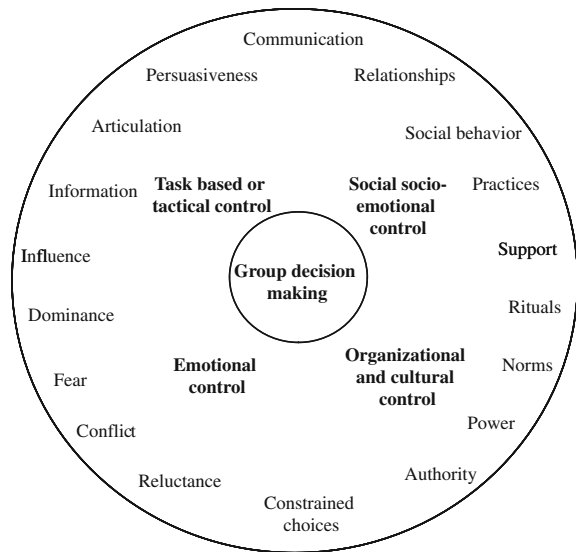 Communication
Persuasiveness
Relationships
Articulation
Social behavior
Information
Task based or
tactical control
Social socio-
emotional
control
Practices
Influence
Group decision
making
Support
Dominance
Rituals
Fear
Emotional
control
Organizational
and cultural
control
Norms
Conflict
Power
Reluctance
Authority
Constrained
choices